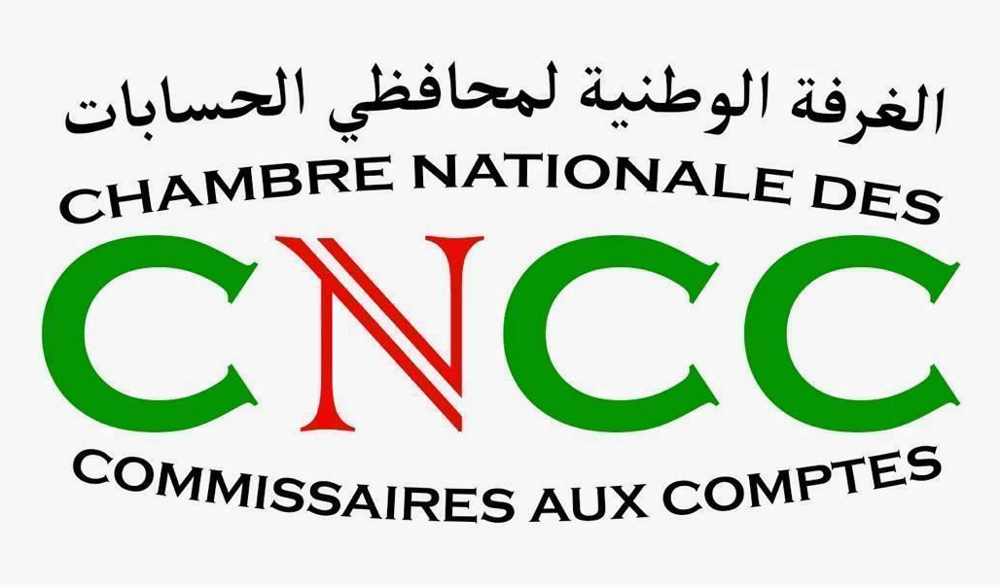 الغرفة الوطنية لمحافظي الحسابات
CHAMBRE NATIONALE DES
CNCC
COMMISSAIRES AUX COMPTES